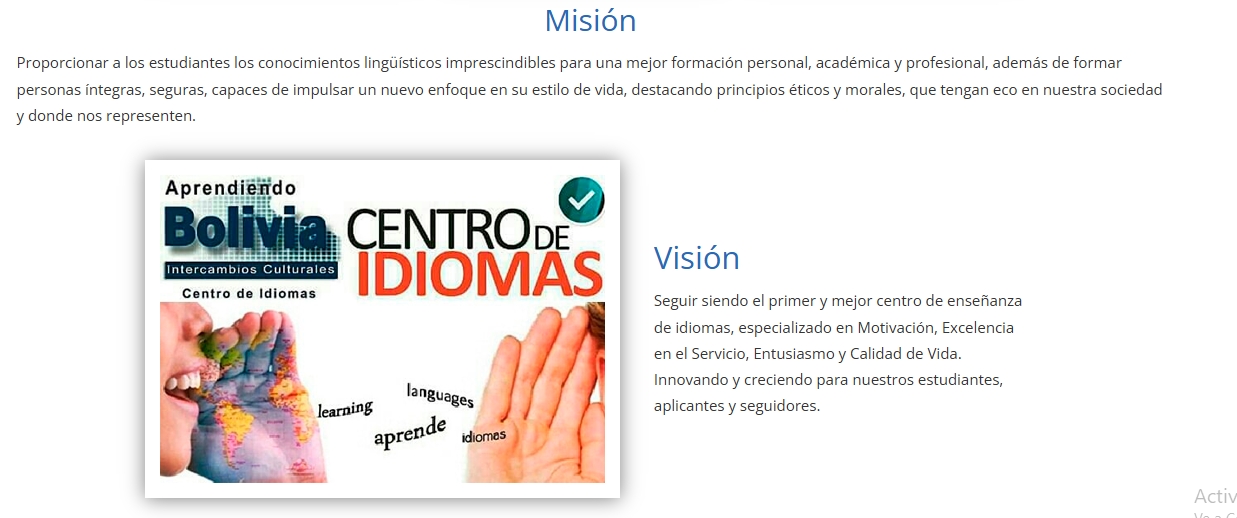 Misión
Proporcionar a los estudiantes los conocimientos lingüísticos imprescindibles para una mejor formación personal, académica y profesional, además de formar
personas íntegras, seguras, capaces de impulsar un nuevo enfoque en su estilo de vida, destacando principios éticos y morales, que tengan eco en nuestra sociedad
y donde nos representen.
Aprendiendo
Bolivia
Intercambios Culturales
Centro de Idiomas
CENTRO DE
IDIOMAS
learning
languages
aprende
idiomas
Visión
Seguir siendo el primer y mejor centro de enseñanza
de idiomas, especializado en Motivación, Excelencia
en el Servicio, Entusiasmo y Calidad de Vida.
Innovando y creciendo para nuestros estudiantes,
aplicantes y seguidores.
Activ